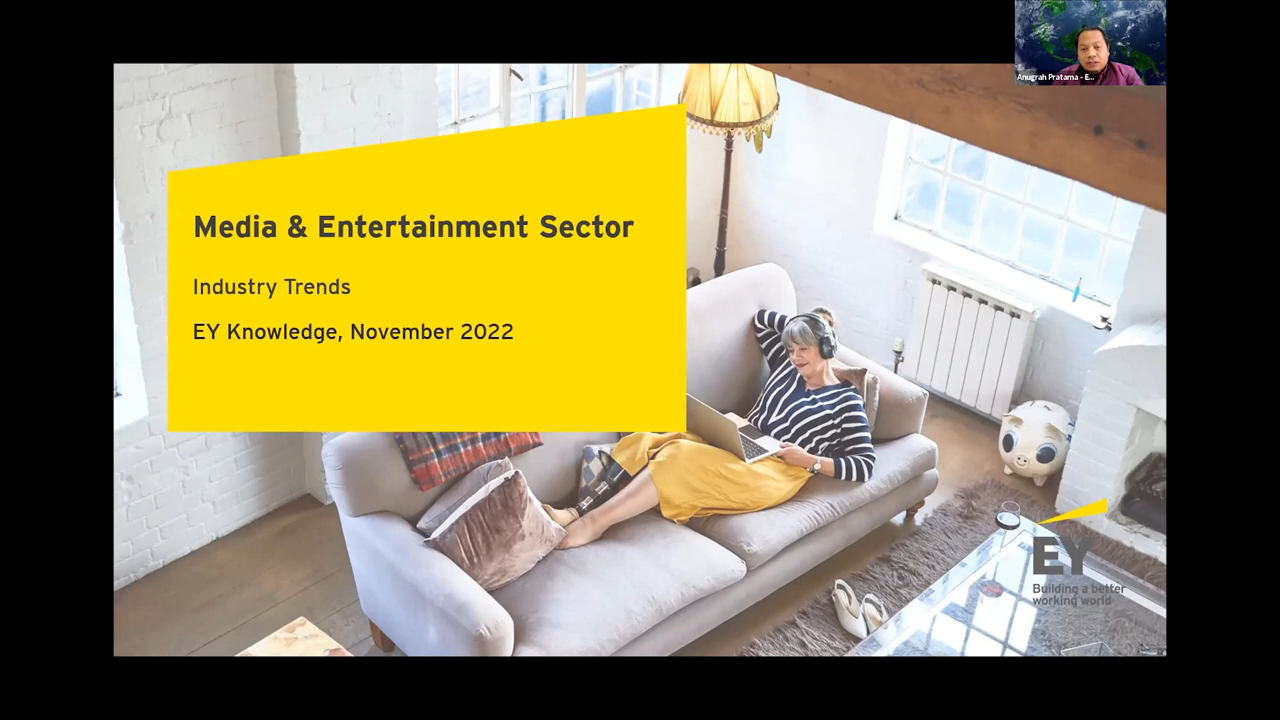 Anugrah Pratama - E...
Media & Entertainment Sector
Industry Trends
EY Knowledge, November 2022
EY
Building a better
working world